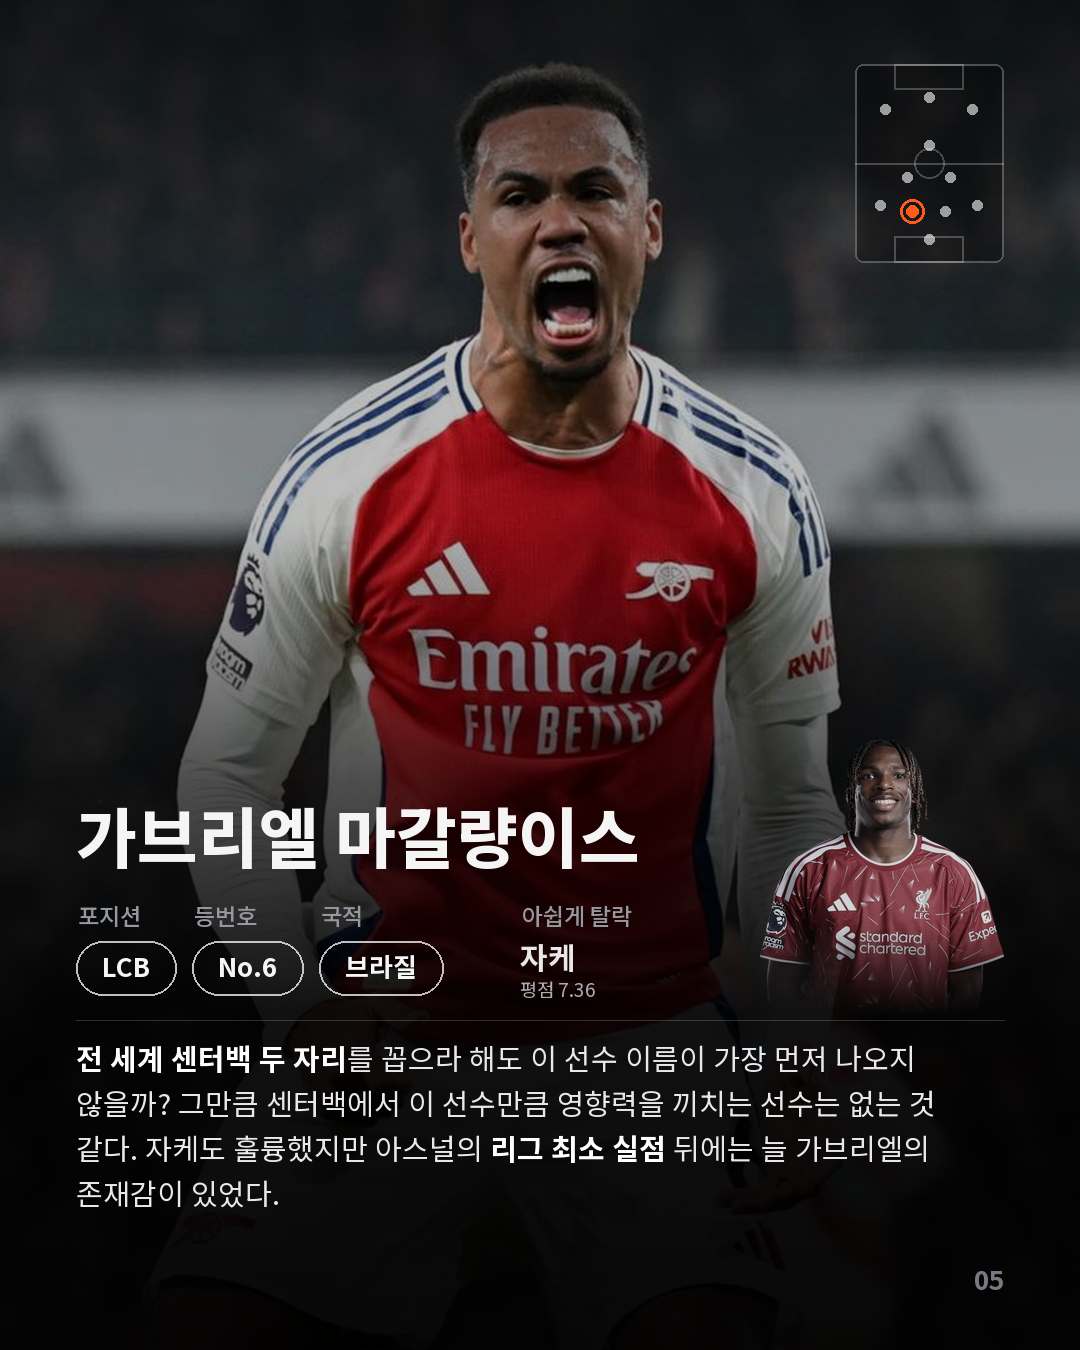 Emirates
FLY BETTER
가브리엘 마갈량이스
포지션 등번호 국적 아쉽게 탈락
LCB No.6 브라질 자케
평점 7.36
standard
chartered
L.F.C.
전 세계 센터백 두 자리를 꼽으라 해도 이 선수 이름이 가장 먼저 나오지
않을까? 그만큼 센터백에서 이 선수만큼 영향력을 끼치는 선수는 없는 것
같다. 자케도 훌륭했지만 아스널의 리그 최소 실점 뒤에는 늘 가브리엘의
존재감이 있었다.
05